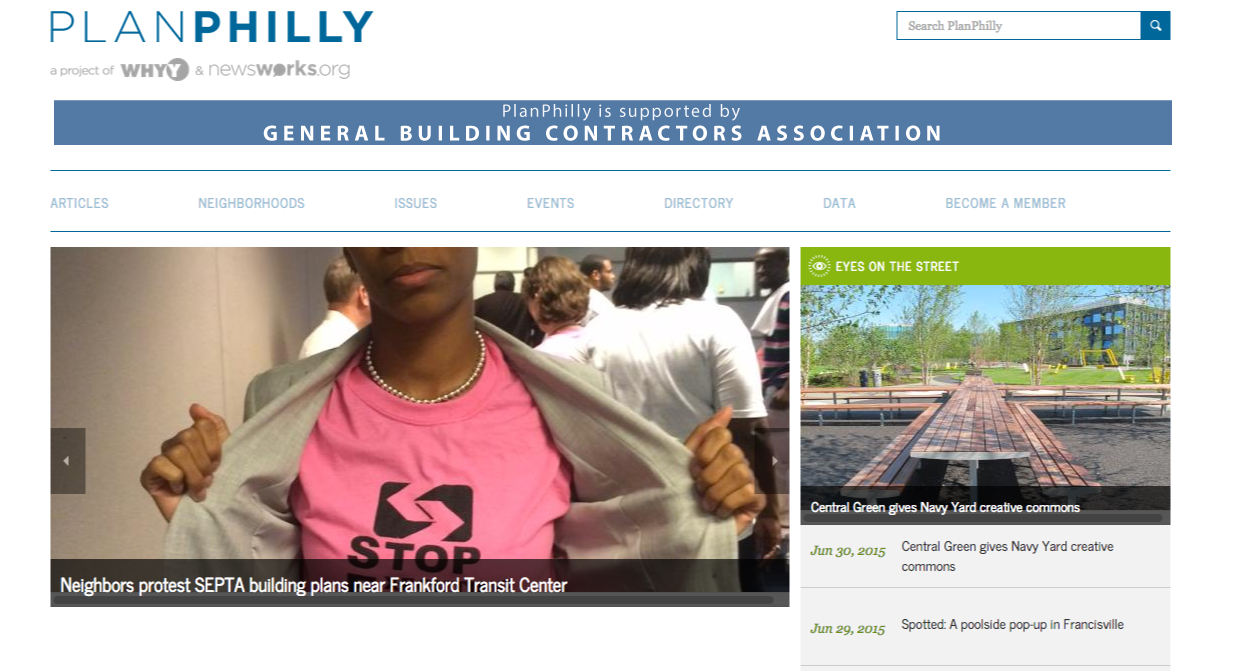 PLANPHILLY
Search PlanPhilly
a project of WHYY & newsworks.org
PlanPhilly is supported by
GENERAL BUILDING CONTRACTORS ASSOCIATION
ARTICLES NEIGHBORHOODS ISSUES EVENTS DIRECTORY DATA BECOME A MEMBER
EYES ON THE STREET
STOP
Neighbors protest SEPTA building plans near Frankford Transit Center
Central Green gives Navy Yard creative commons
Jun 30, 2015 Central Green gives Navy Yard creative
commons
Jun 29, 2015 Spotted: A poolside pop-up in Francisville